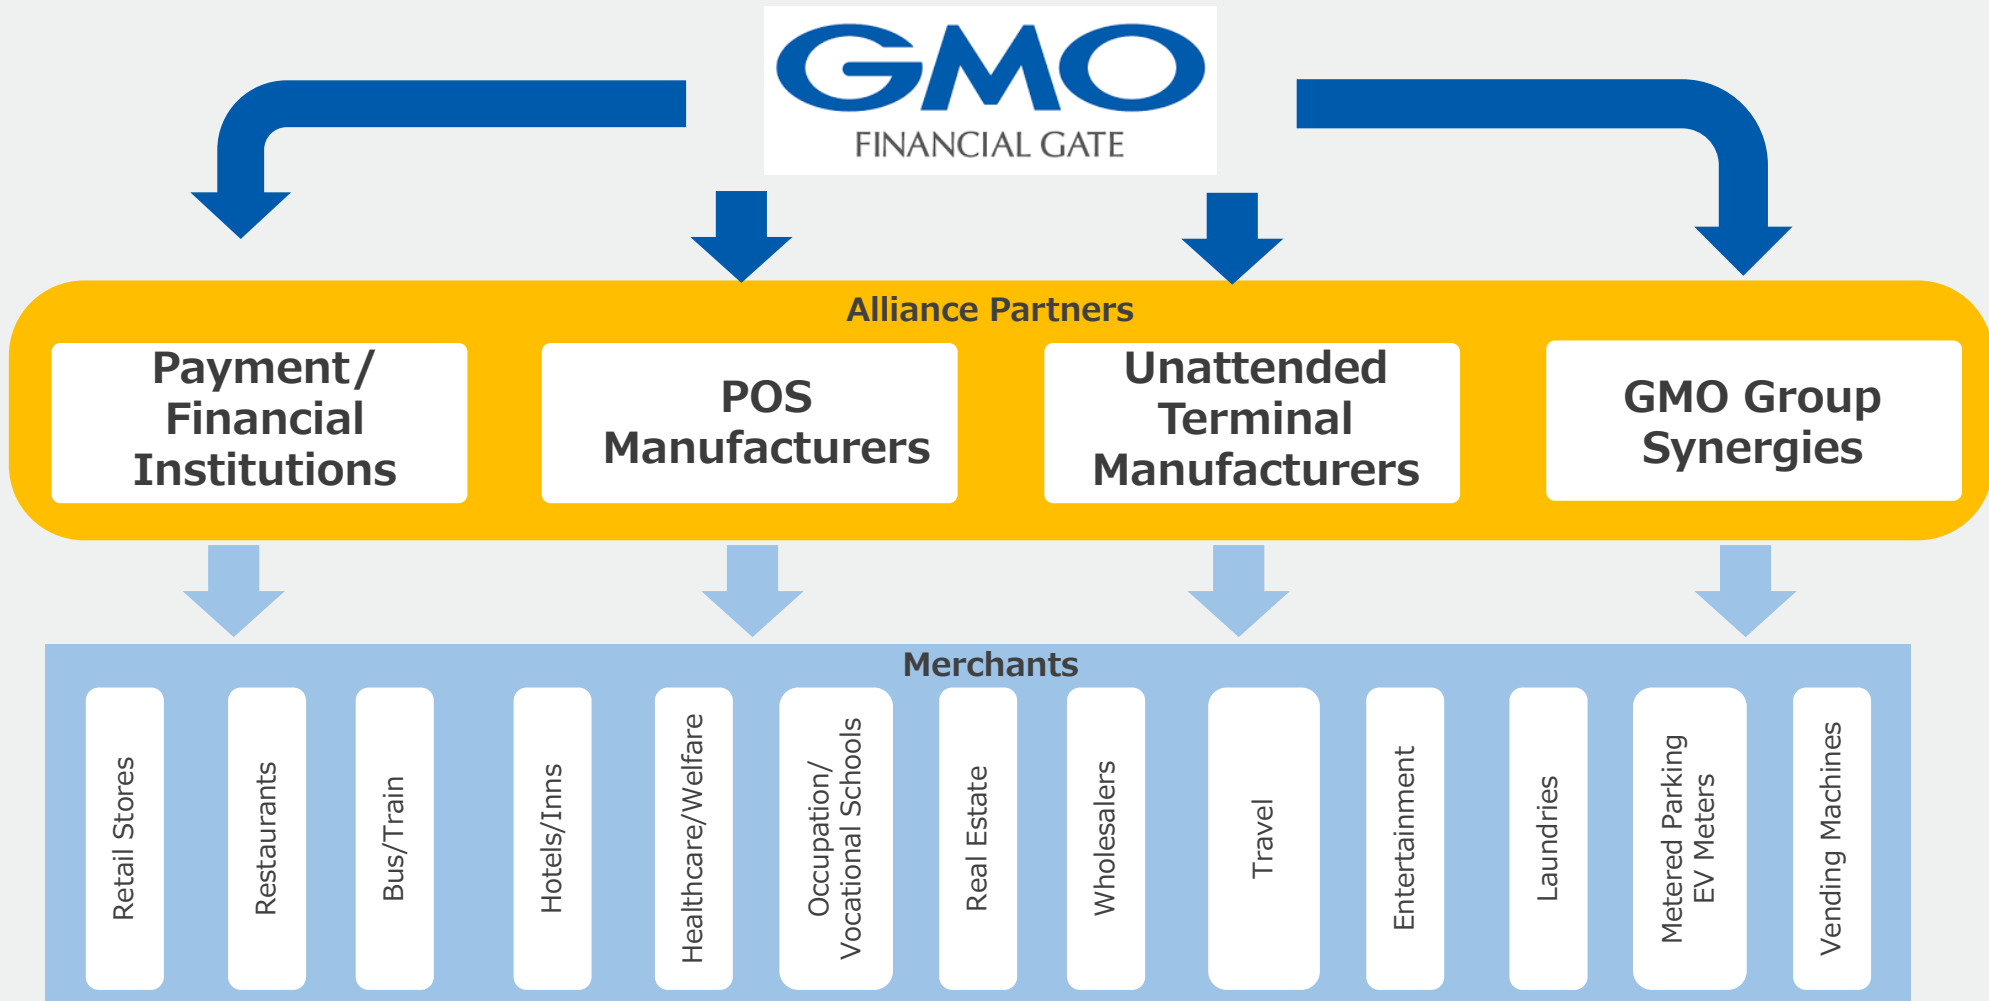 GMO
FINANCIAL GATE
Alliance Partners
Payment/
Financial
Institutions
POS
Manufacturers
Unattended
Terminal
Manufacturers
GMO Group
Synergies
Merchants
Retail Stores
Restaurants
Bus/Train
Hotels/Inns
Healthcare/Welfare
Occupation/
Vocational Schools
Real Estate
Wholesalers
Travel
Entertainment
Laundries
Metered Parking
EV Meters
Vending Machines